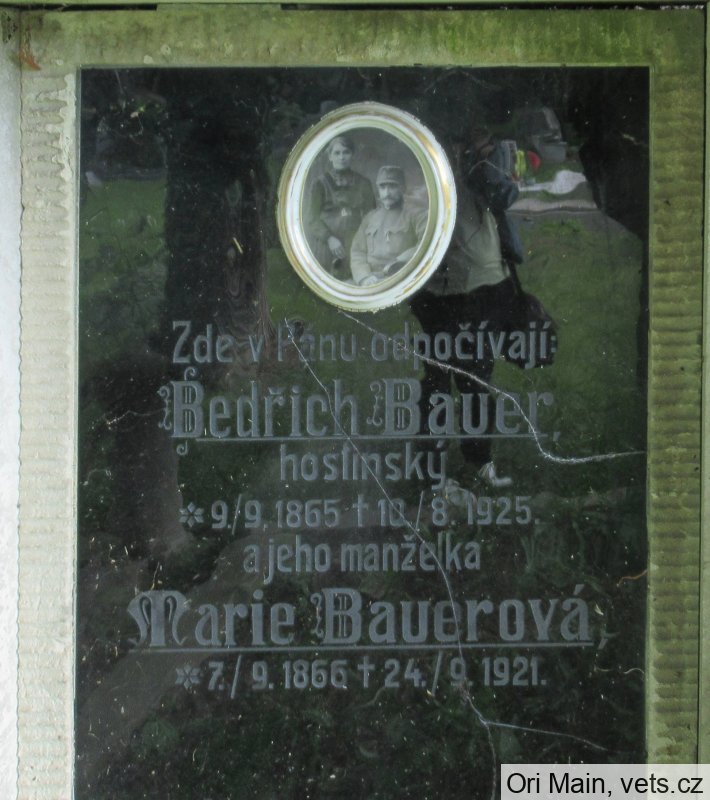 Zde v Pánu odpočívají:
Bedřich Bauer,
hostinský
* 9./9. 1865 † 10./8. 1925.
a jeho manželka
Marie Bauerová,
* 7./9. 1866 † 24./9. 1921.
Ori Main, vets.cz